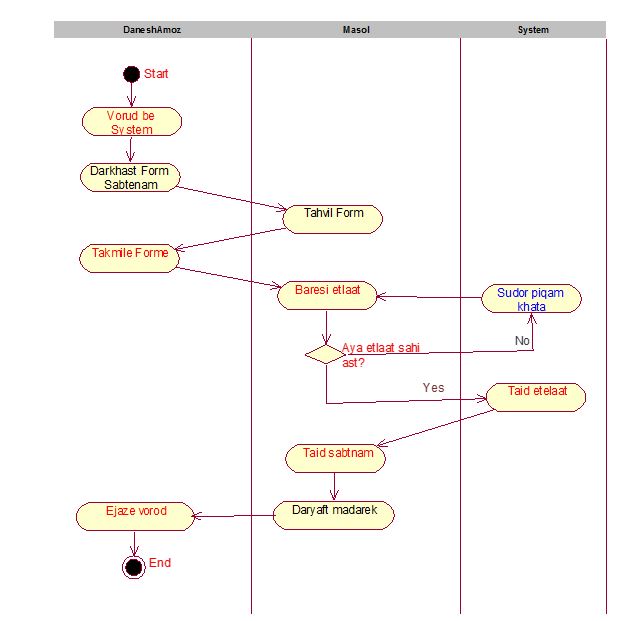 DaneshAmoz
Masol
System
Start
Vorud be
System
Darkhast Form
Sabtenam
Tahvil Form
Takmile Forme
Baresi etlaat
Sudor piqam
khata
Aya etlaat sahi
ast?
No
Yes
Taid etelaat
Taid sabtnam
Daryaft madarek
Ejaze vorod
End